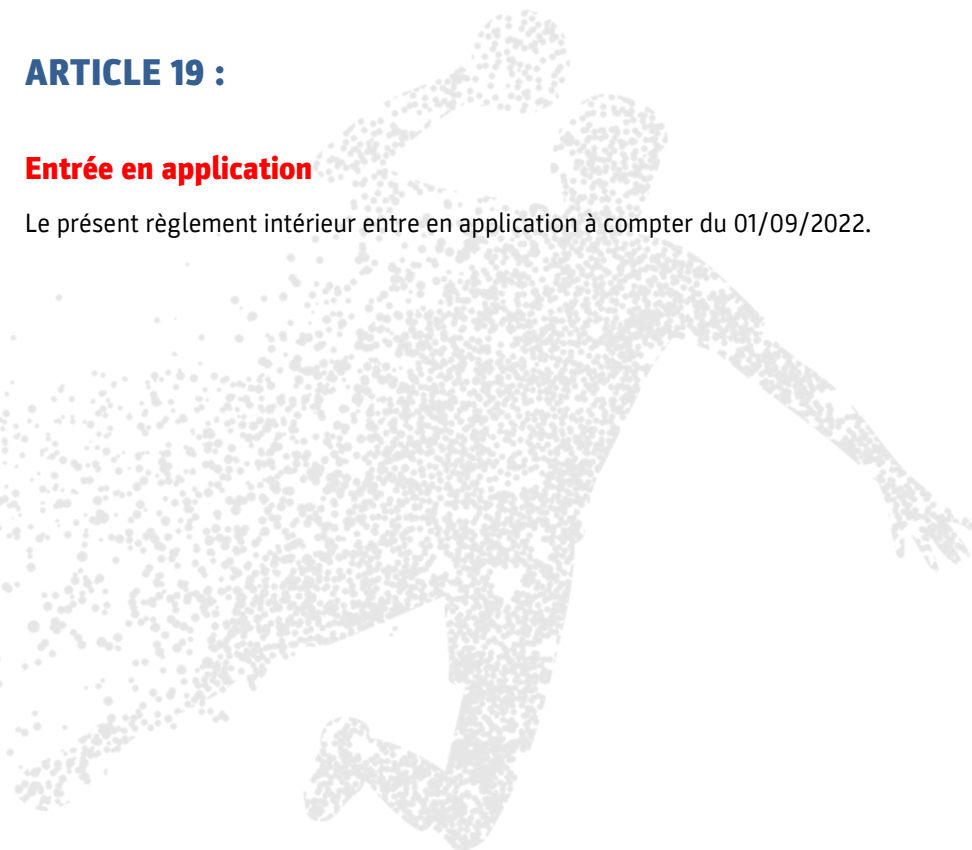 ARTICLE 19 :
Entrée en application
Le présent règlement intérieur entre en application à compter du 01/09/2022.